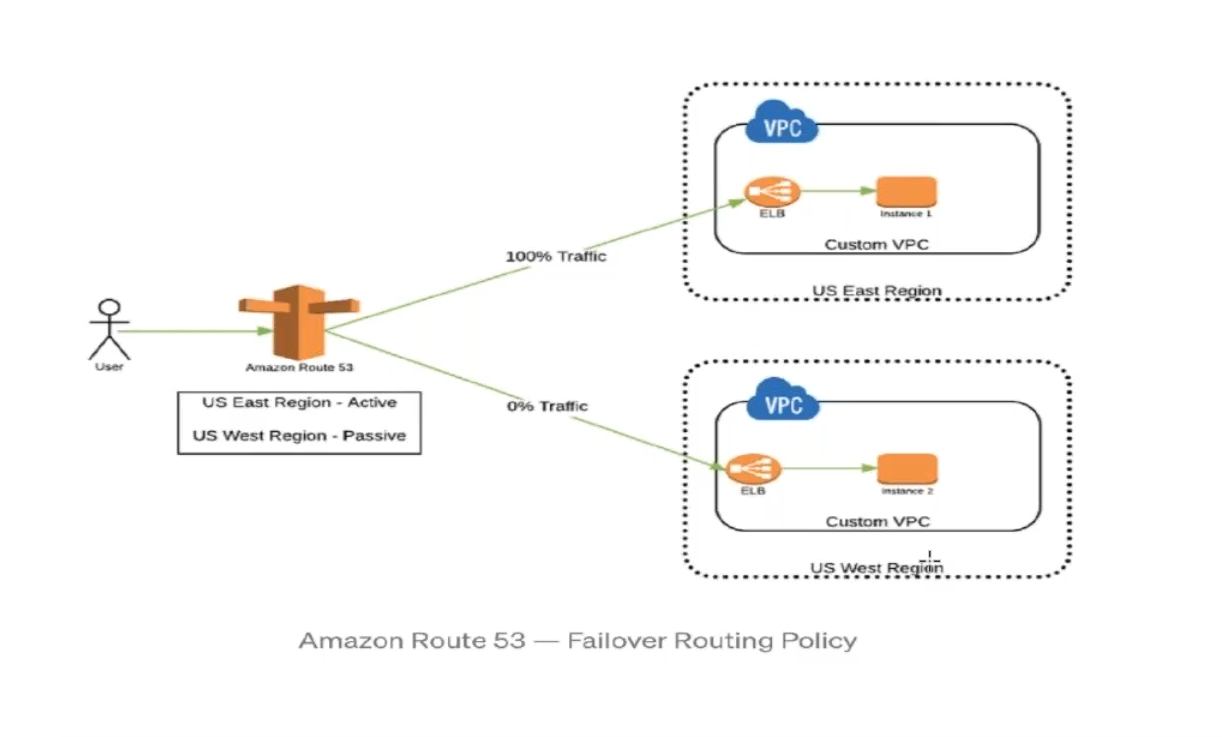 VPC
ELB
Instance 1
Custom VPC
US East Region
100% Traffic
User
Amazon Route 53
US East Region - Active
US West Region - Passive
0% Traffic
VPC
ELB
Instance 2
Custom VPC
US West Region
Amazon Route 53 — Failover Routing Policy